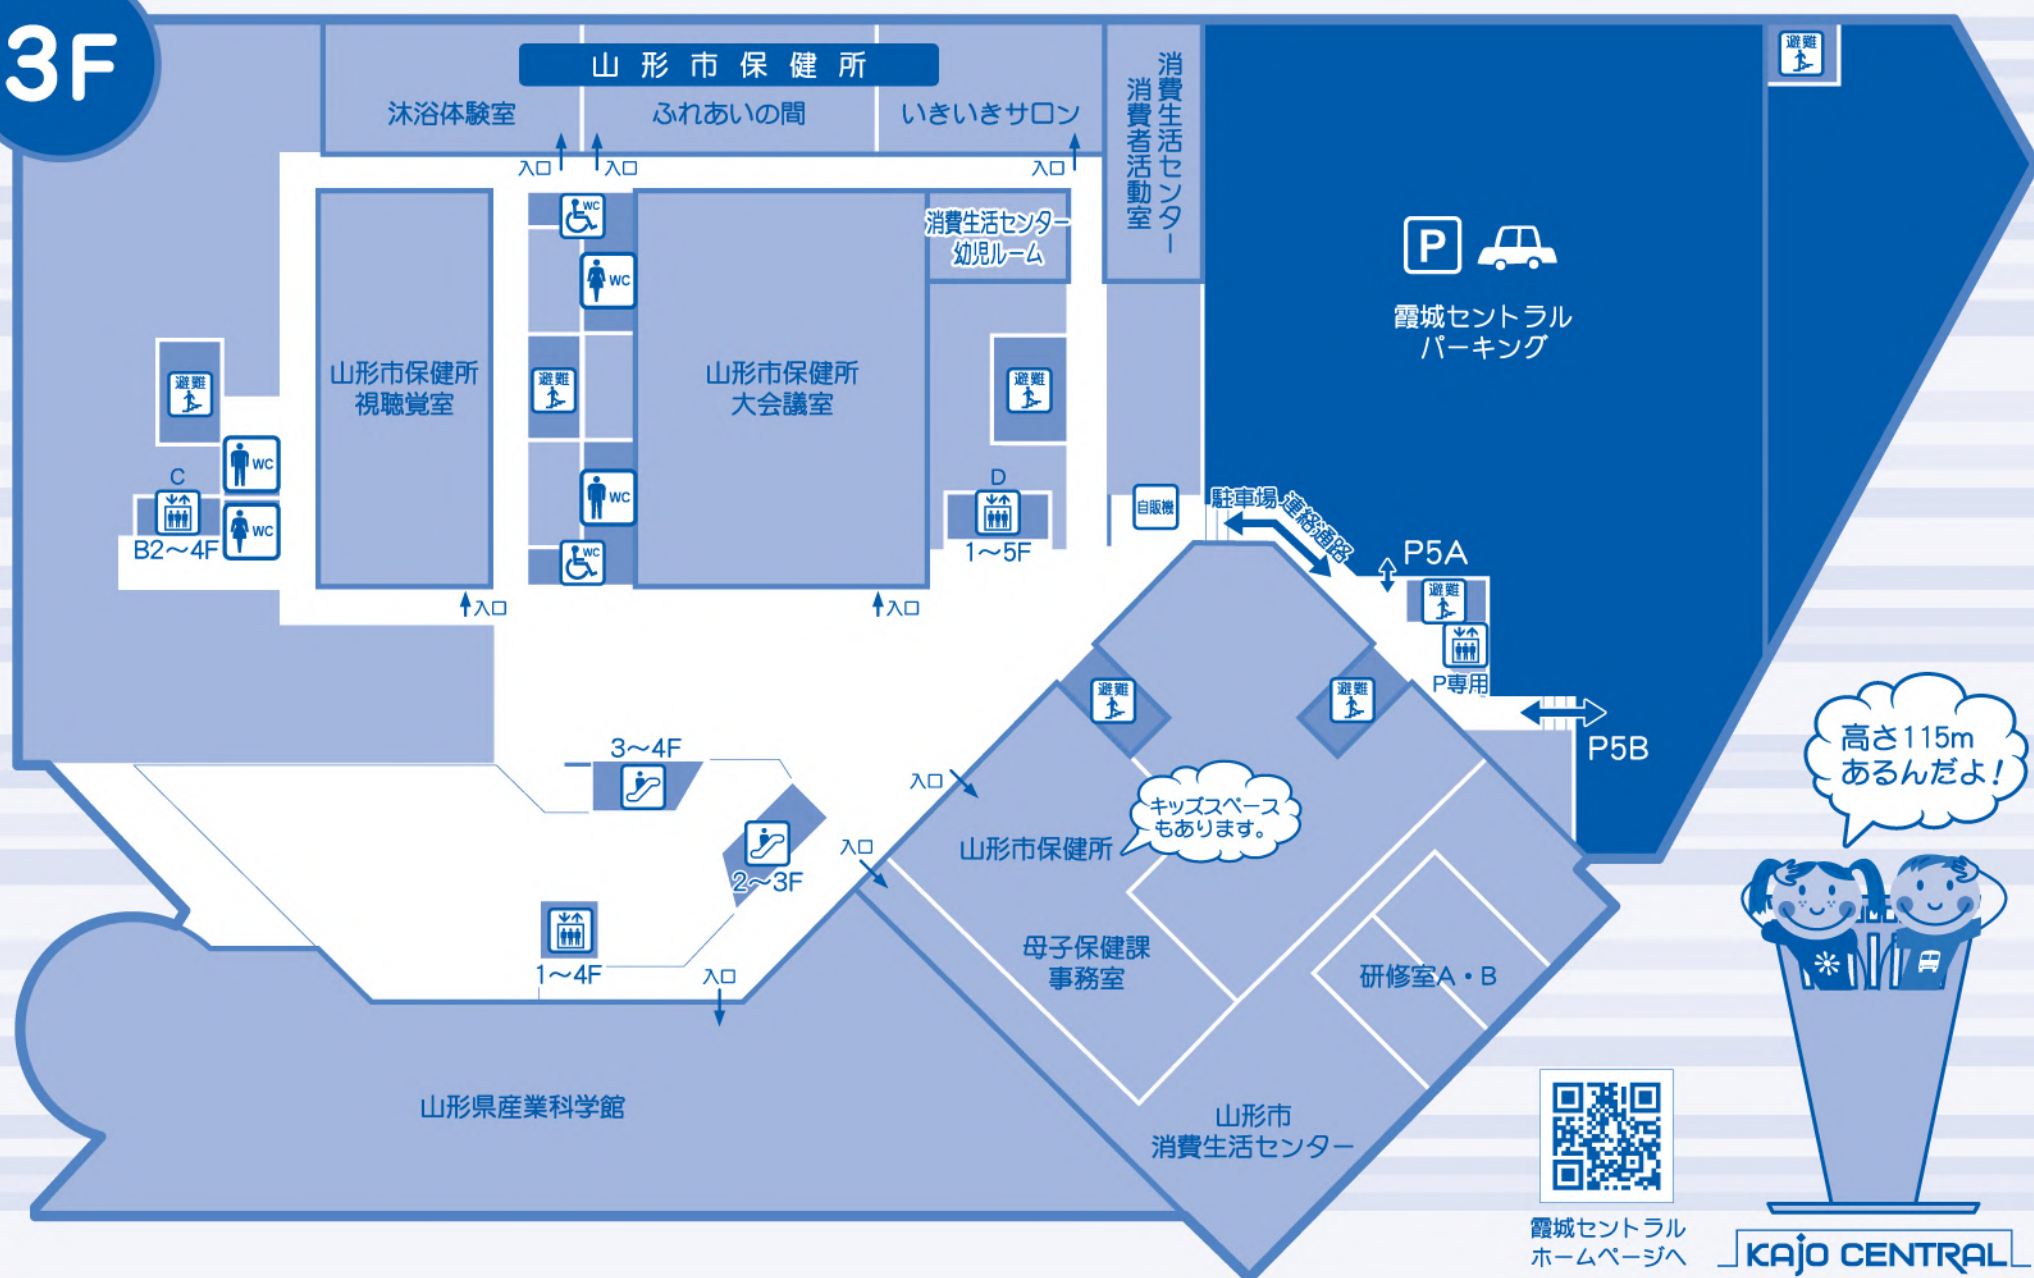 3F
山形市保健所
沐浴体験室
ふれあいの間
いきいきサロン
消費生活センター
消費者活動室
避難
入口
入口
入口
WC
WC
消費生活センター
幼児ルーム
P
霞城セントラル
パーキング
山形市保健所
視聴覚室
避難
避難
山形市保健所
大会議室
避難
WC
WC
C
B2〜4F
WC
WC
D
1〜5F
自販機
駐車場 連絡通路
P5A
避難
P専用
入口
入口
避難
避難
P5B
3〜4F
2〜3F
1〜4F
入口
入口
入口
キッズスペース
もあります。
山形市保健所
母子保健課
事務室
研修室A・B
山形県産業科学館
山形市
消費生活センター
高さ115m
あるんだよ!
霞城セントラル
ホームページへ
KAJO CENTRAL